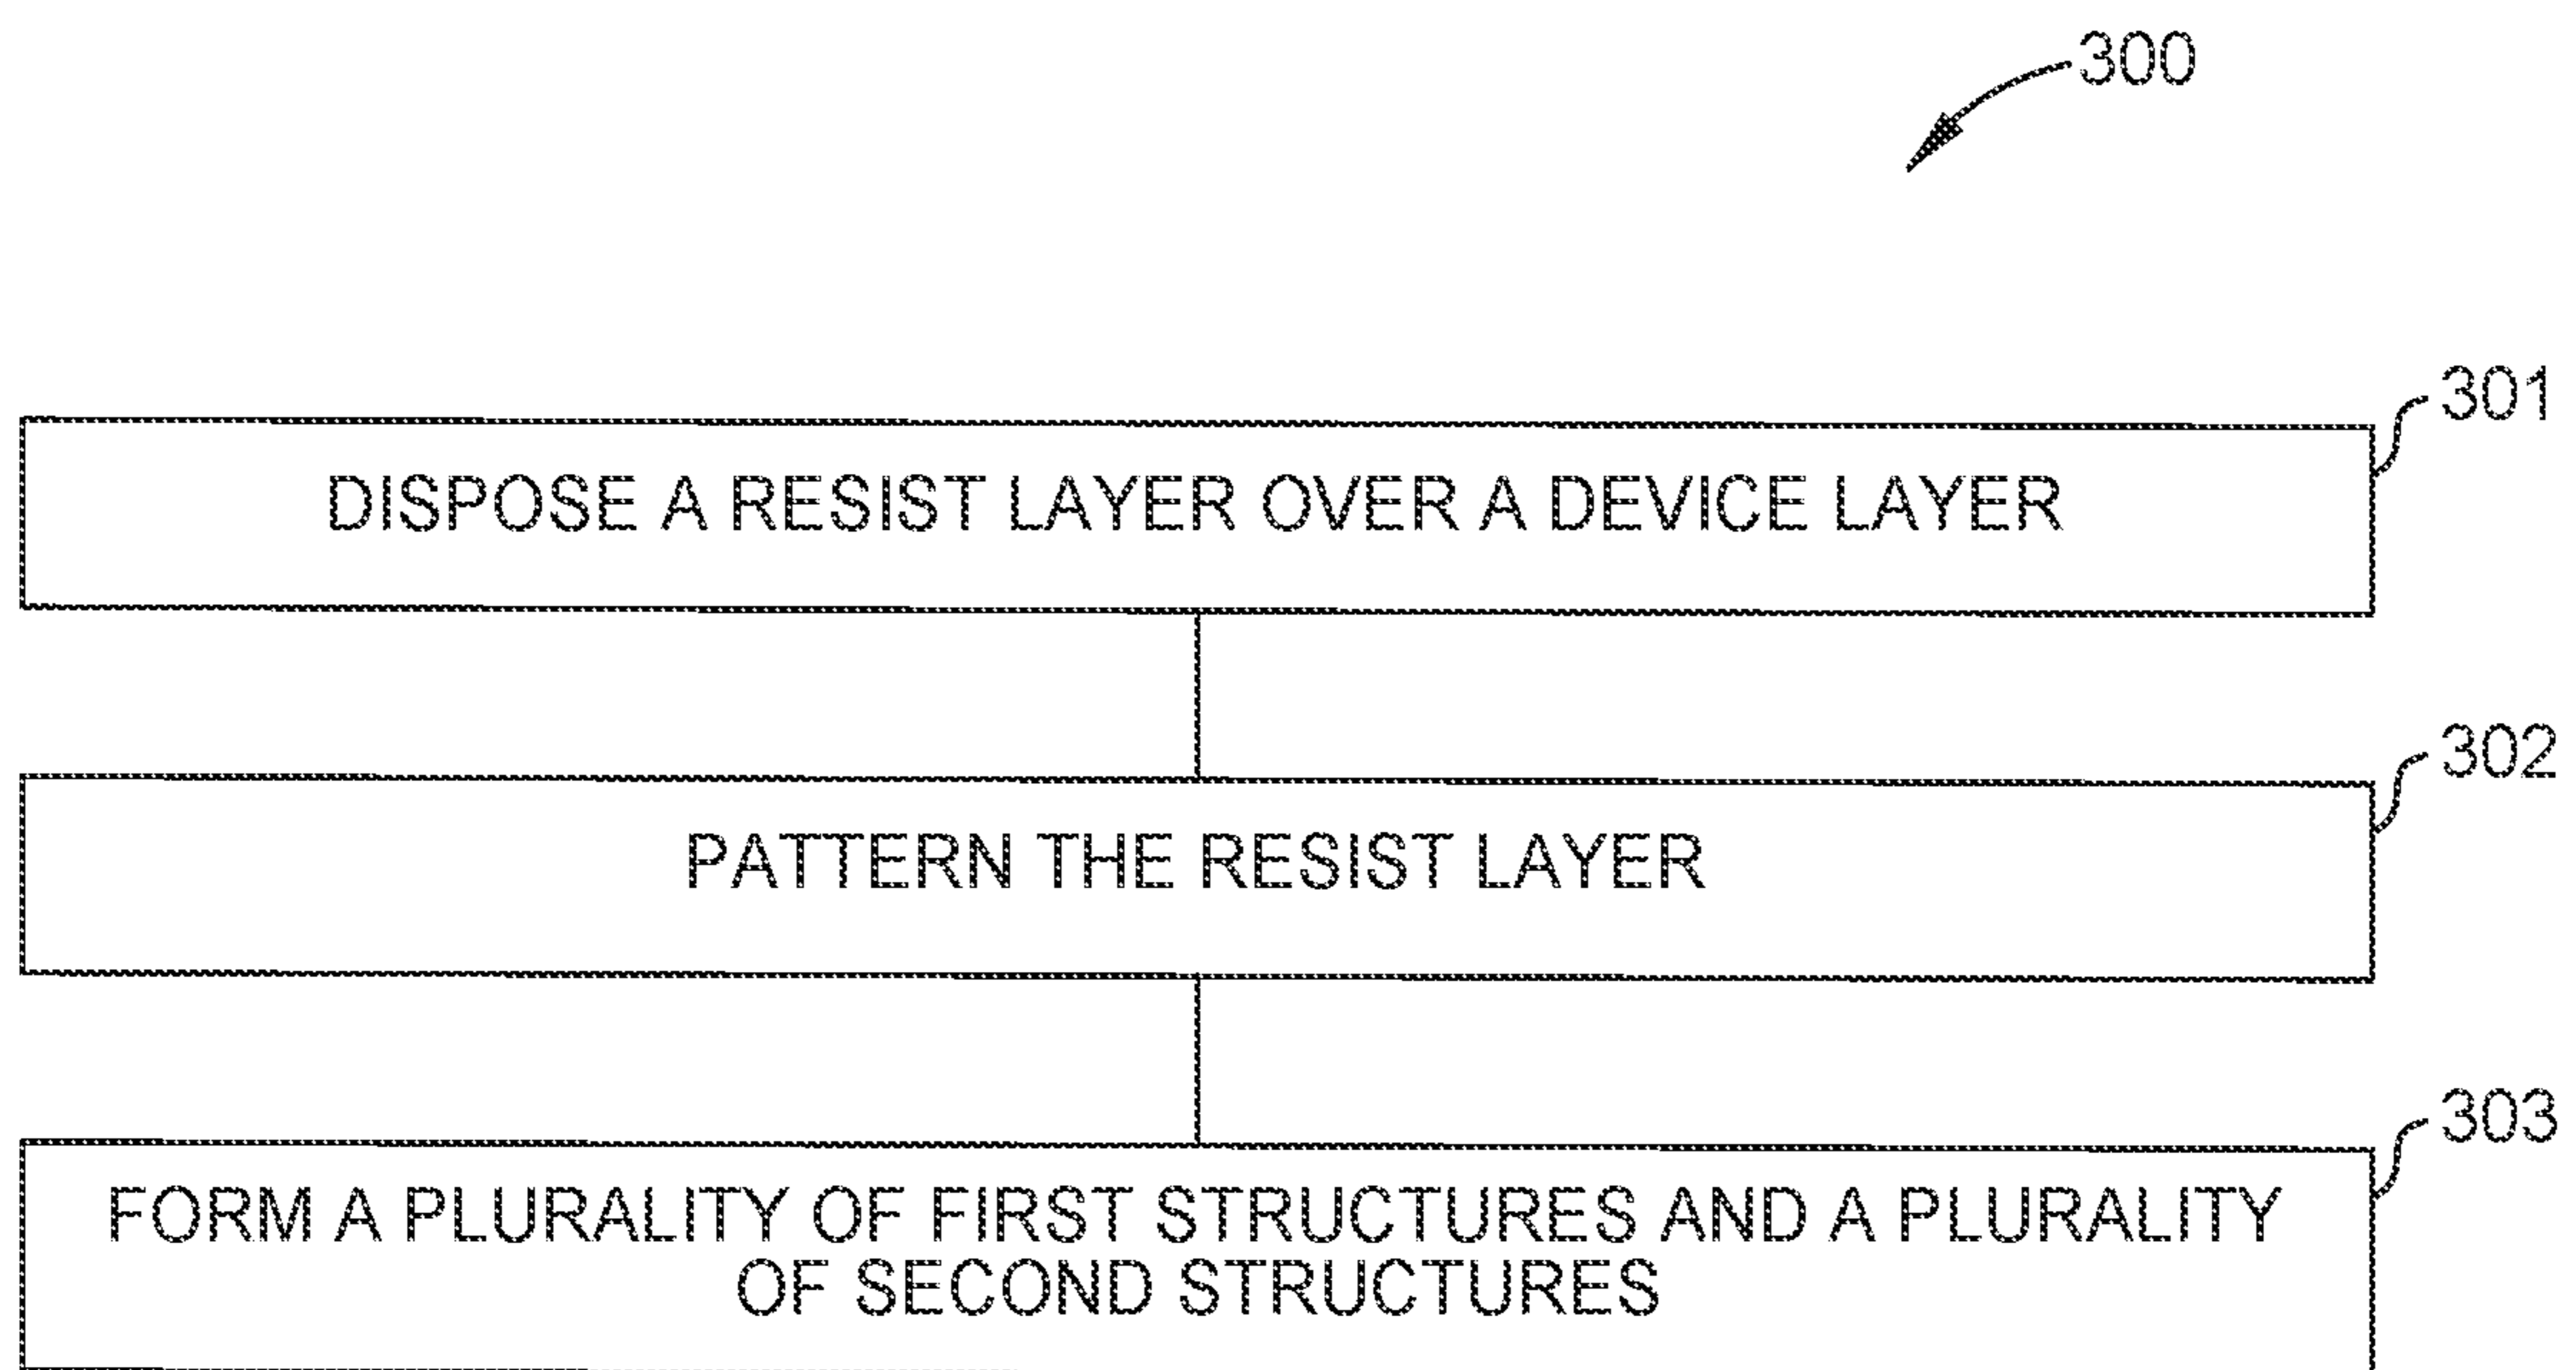 300
301
DISPOSE A RESIST LAYER OVER A DEVICE LAYER
302
PATTERN THE RESIST LAYER
303
FORM A PLURALITY OF FIRST STRUCTURES AND A PLURALITY
OF SECOND STRUCTURES